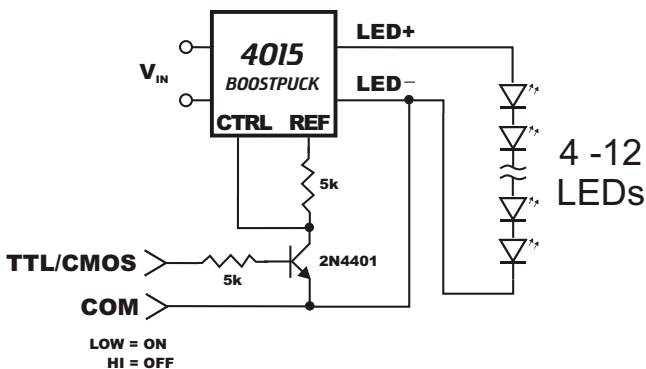 LED+
4015
BOOSTPUCK
VIN
LED−
CTRL REF
4 -12
LEDs
5k
TTL/CMOS
2N4401
5k
COM
LOW = ON
HI = OFF